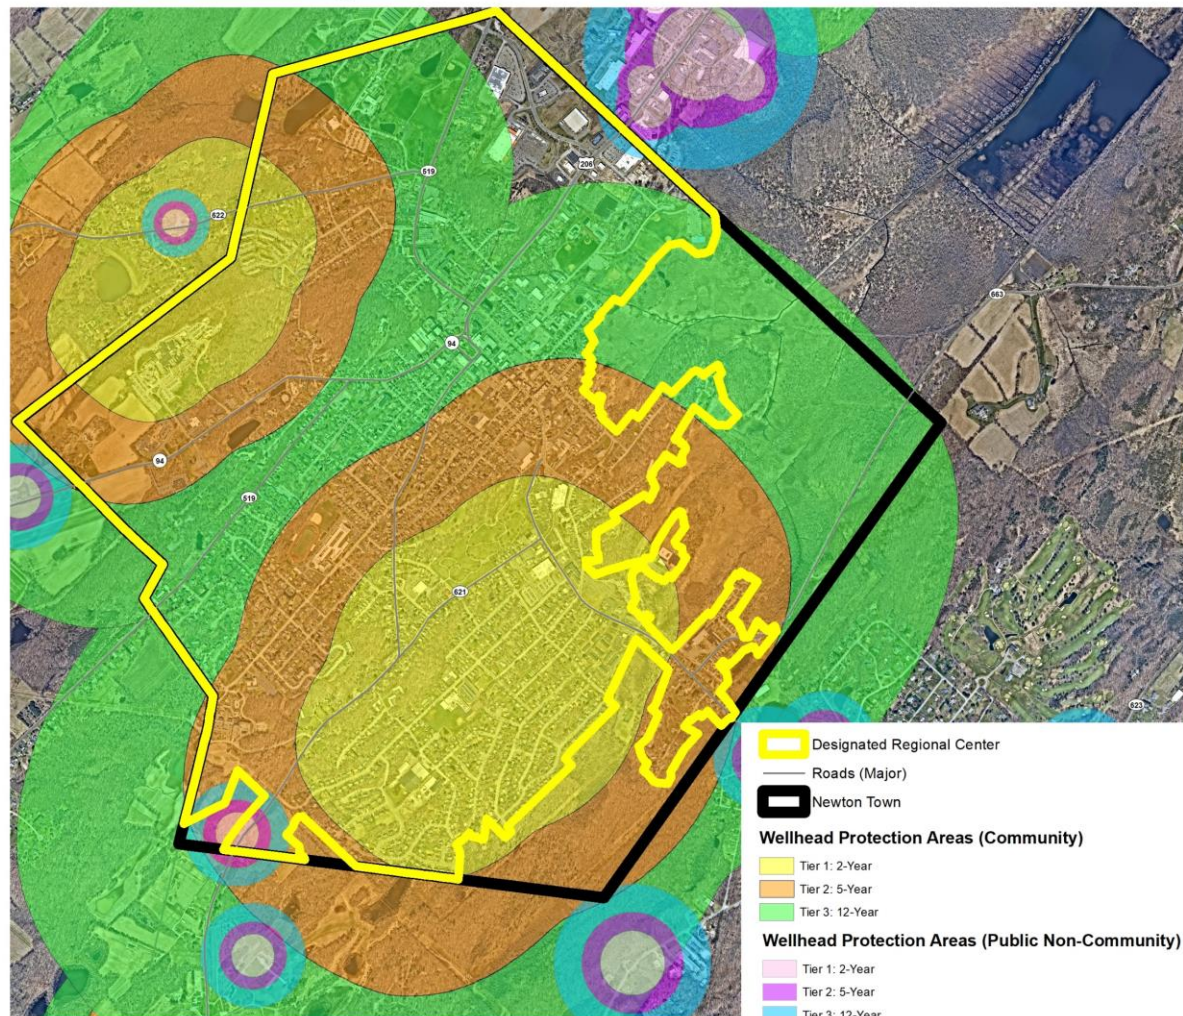 206
519
622
663
94
94
519
621
623
Designated Regional Center
Roads (Major)
Newton Town
Wellhead Protection Areas (Community)
Tier 1: 2-Year
Tier 2: 5-Year
Tier 3: 12-Year
Wellhead Protection Areas (Public Non-Community)
Tier 1: 2-Year
Tier 2: 5-Year
Tier 3: 12-Year